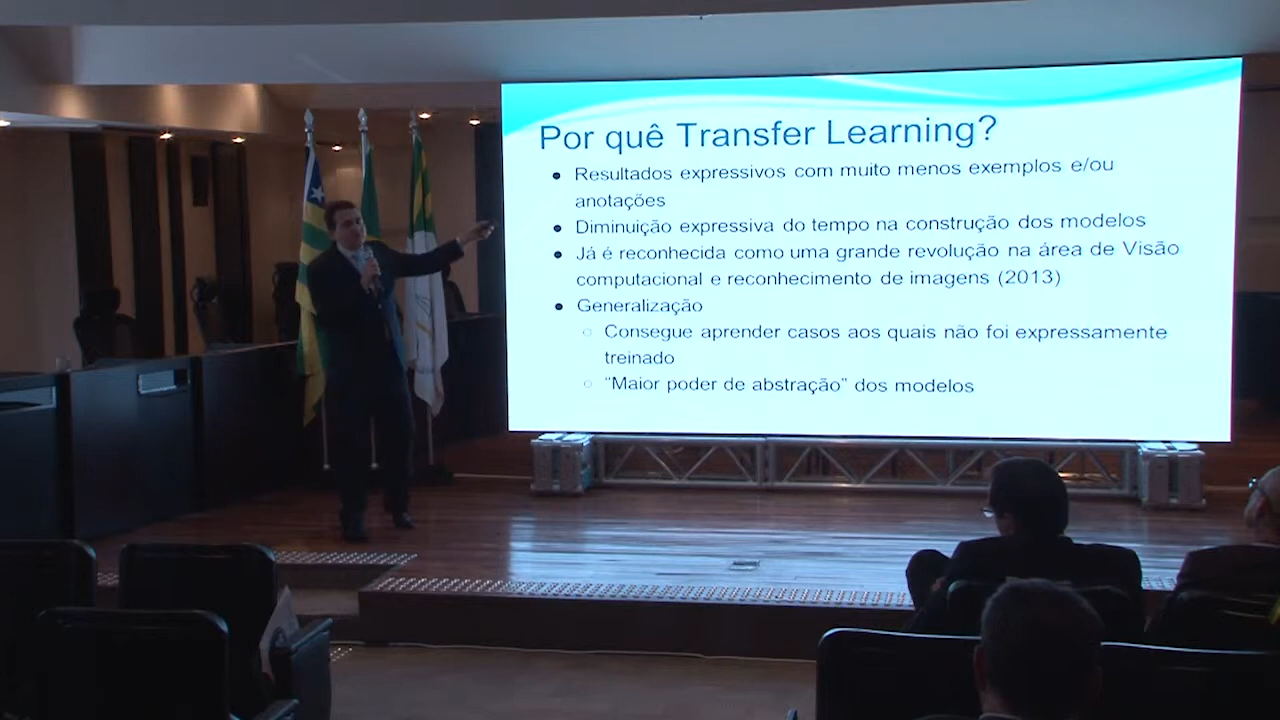 Por quê Transfer Learning?
● Resultados expressivos com muito menos exemplos e/ou
anotações
● Diminuição expressiva do tempo na construção dos modelos
● Já é reconhecida como uma grande revolução na área de Visão
computacional e reconhecimento de imagens (2013)
● Generalização
○ Consegue aprender casos aos quais não foi expressamente
treinado
○ “Maior poder de abstração” dos modelos